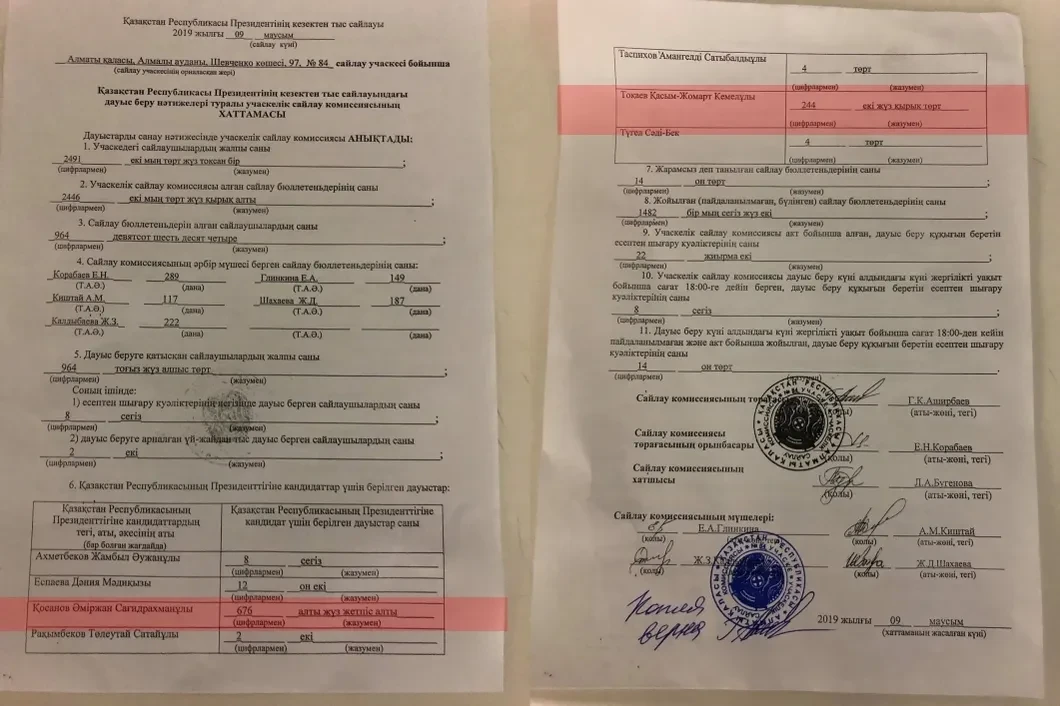 Қазақстан Республикасы Президентінің кезектен тыс сайлауы
2019 жылғы 09 маусым
(сайлау күні)
Алматы қаласы, Алмалы ауданы, Шевченко көшесі, 97, № 84 сайлау учаскесі бойынша
(сайлау учаскесінің орналасқан жері)
Қазақстан Республикасы Президентінің кезектен тыс сайлауындағы
дауыс беру нәтижелері туралы учаскелік сайлау комиссиясының
ХАТТАМАСЫ
Дауыстарды санау нәтижесінде учаскелік сайлау комиссиясы АНЫҚТАДЫ:
1. Учаскедегі сайлаушылардың жалпы саны
2491 екі мың төрт жүз тоқсан бір ;
(цифрлармен) (жазумен)
2. Учаскелік сайлау комиссиясы алған сайлау бюллетеньдерінің саны
2446 екі мың төрт жүз қырық алты ;
(цифрлармен) (жазумен)
3. Сайлау бюллетеньдерін алған сайлаушылардың саны
964 девятсот шесть десят четыре ;
(цифрлармен) (жазумен)
4. Сайлау комиссиясының әрбір мүшесі берген сайлау бюллетеньдерінің саны:
Корабаев Е.Н. 289 Глинкина Е.А. 149
(Т.А.Ә.) (дана) (Т.А.Ә.) (дана)
Киштай А.М. 117 Шахаева Ж.Д. 187
(Т.А.Ә.) (дана) (Т.А.Ә.) (дана)
Калдыбаева Ж.З. 222
(Т.А.Ә.) (дана) (Т.А.Ә.) (дана)
5. Дауыс беруге қатысқан сайлаушылардың жалпы саны
964 тоғыз жүз алпыс төрт ;
(цифрлармен) (жазумен)
Соның ішінде:
1) есептен шығару куәліктерінің негізінде дауыс берген сайлаушылардың саны
8 сегіз ;
(цифрлармен) (жазумен)
2) дауыс беруге арналған үй-жайдан тыс дауыс берген сайлаушылардың саны
2 екі ;
(цифрлармен) (жазумен)
6. Қазақстан Республикасының Президенттігіне кандидаттар үшін берілген дауыстар:
Қазақстан Республикасының Президенттігіне кандидаттардың тегі, аты, әкесінің аты
(бар болған жағдайда)
Қазақстан Республикасының Президенттігіне кандидат үшін берілген дауыстар саны
Ахметбеков Жамбыл Әужанұлы 8 сегіз
(цифрлармен) (жазумен)
Еспаева Дания Мәдиқызы 12 он екі
(цифрлармен) (жазумен)
Қосанов Әміржан Сағидрахманұлы 676 алты жүз жетпіс алты
(цифрлармен) (жазумен)
Рақымбеков Төлеутай Сатайұлы 2 екі
(цифрлармен) (жазумен)
Таспихов Амангелді Сатыбалдыұлы 4 төрт
(цифрлармен) (жазумен)
Токаев Қасым-Жомарт Кемелұлы 244 екі жүз қырық төрт
(цифрлармен) (жазумен)
Түгел Сәди-Бек 4 төрт
(цифрлармен) (жазумен)
7. Жарамсыз деп танылған сайлау бюллетеньдерінің саны
14 он төрт ;
(цифрлармен) (жазумен)
8. Жойылған (пайдаланылмаған, бүлінген) сайлау бюллетеньдерінің саны
1482 бір мың сегіз жүз екі ;
(цифрлармен) (жазумен)
9. Учаскелік сайлау комиссиясы акт бойынша алған, дауыс беру құқығын беретін
есептен шығару куәліктерінің саны
22 жиырма екі ;
(цифрлармен) (жазумен)
10. Учаскелік сайлау комиссиясы дауыс беру күні алдындағы күні жергілікті уақыт
бойынша сағат 18:00-ге дейін берген, дауыс беру құқығын беретін есептен шығару
куәліктерінің саны
8 сегіз ;
(цифрлармен) (жазумен)
11. Дауыс беру күні алдындағы күні жергілікті уақыт бойынша сағат 18:00-ден кейін
пайдаланылмаған және акт бойынша жойылған, дауыс беру құқығын беретін есептен шығару
куәліктерінің саны
14 он төрт .
(цифрлармен) (жазумен)
Сайлау комиссиясының Г.К.Аширбаев
(аты-жөні, тегі)
Сайлау комиссиясы
төрағасының орынбасары Е.Н.Корабаев
(қолы) (аты-жөні, тегі)
Сайлау комиссиясының
хатшысы Л.А.Бугенова
(қолы) (аты-жөні, тегі)
Сайлау комиссиясының мүшелері:
Е.А.Глинкина А.М.Киштай
(қолы) (қолы) (аты-жөні, тегі)
Ж.З. Ж.Д.Шахаева
(қолы) (қолы) (аты-жөні, тегі)
Копия
верна
2019 жылғы 09 маусым
(хаттаманың жасалған күні)